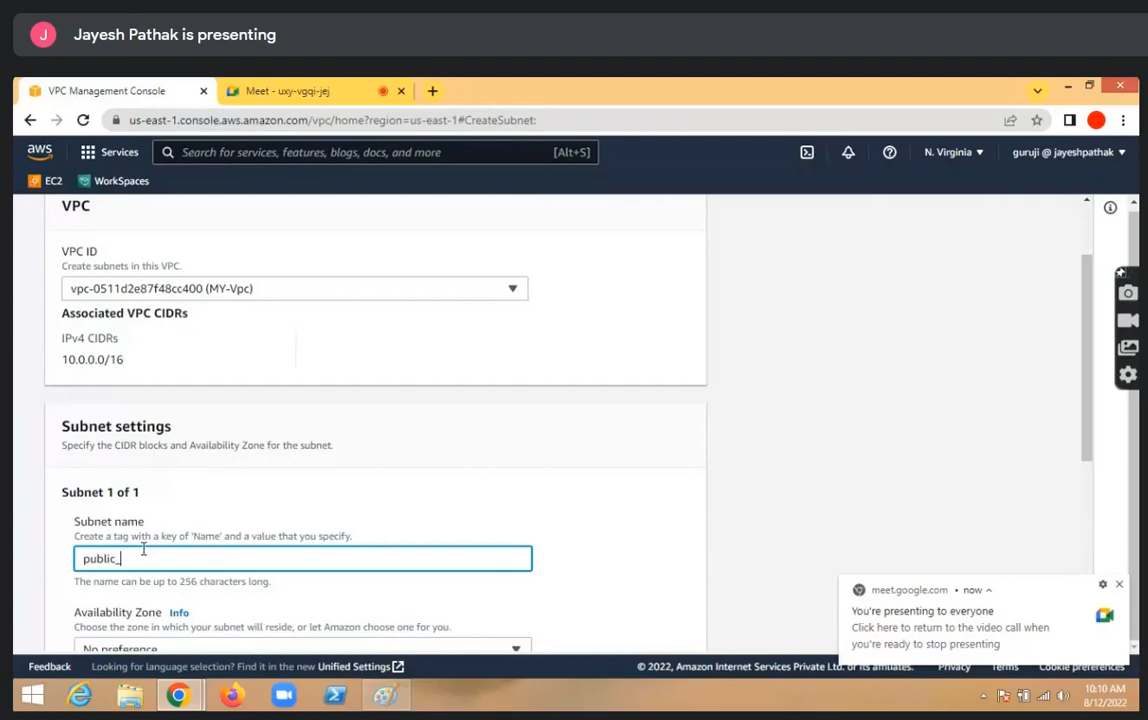 J Jayesh Pathak is presenting
VPC Management Console
Meet - uxy-vgqi-jej
us-east-1.console.aws.amazon.com/vpc/home?region=us-east-1#CreateSubnet:
aws
Services
Search for services, features, blogs, docs, and more
[Alt+S]
N. Virginia
guruji @ jayeshpathak
EC2
WorkSpaces
VPC
VPC ID
Create subnets in this VPC.
vpc-0511d2e87f48cc400 (MY-Vpc)
Associated VPC CIDRs
IPv4 CIDRs
10.0.0.0/16
Subnet settings
Specify the CIDR blocks and Availability Zone for the subnet.
Subnet 1 of 1
Subnet name
Create a tag with a key of 'Name' and a value that you specify.
public_
The name can be up to 256 characters long.
Availability Zone Info
Choose the zone in which your subnet will reside, or let Amazon choose one for you.
No preference
meet.google.com • now
You're presenting to everyone
Click here to return to the video call when
you're ready to stop presenting
Feedback
Looking for language selection? Find it in the new Unified Settings
© 2022, Amazon Internet Services Private Ltd. or its affiliates.
Privacy
Terms
Cookie preferences
10:10 AM
8/12/2022